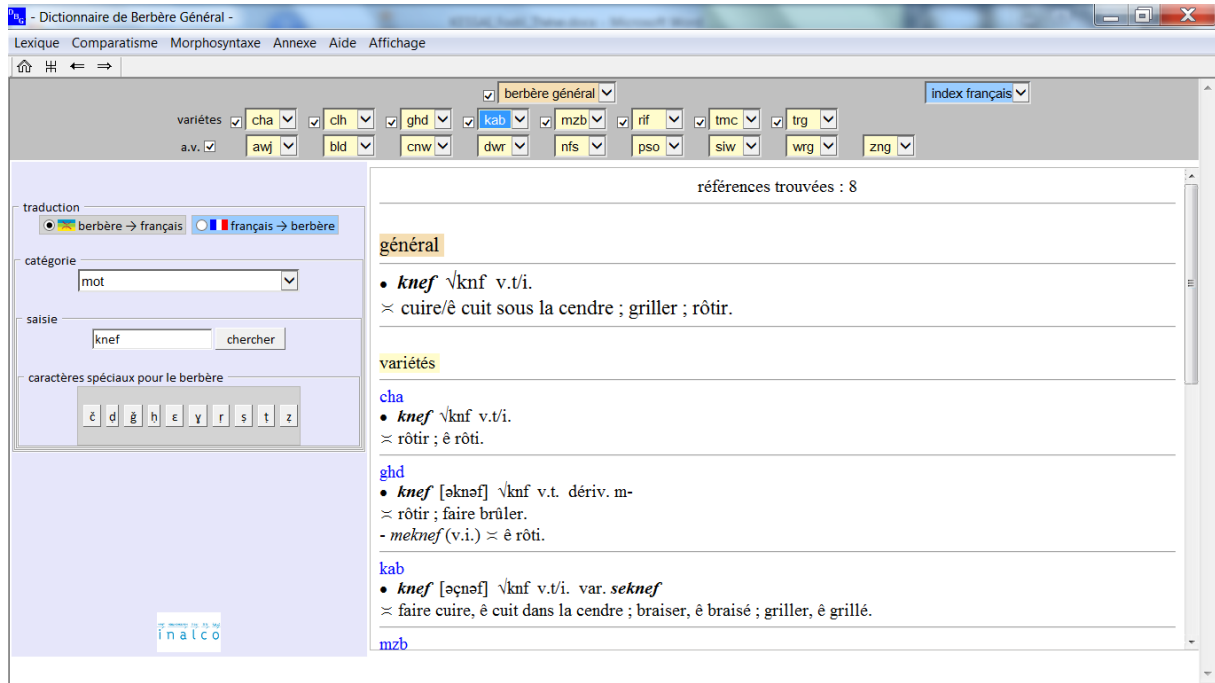 DBG - Dictionnaire de Berbère Général -
Lexique Comparatisme Morphosyntaxe Annexe Aide Affichage
berbère général index français
variétes cha clh ghd kab mzb rif tmc trg
a.v. awj bld cnw dwr nfs pso siw wrg zng
traduction
berbère → français français → berbère
catégorie
mot
saisie
knef chercher
caractères spéciaux pour le berbère
č ḍ ǧ ḥ ɛ ɣ ṛ ṣ ṭ ẓ
inalco
références trouvées : 8
général
• knef √knf v.t/i.
≍ cuire/ê cuit sous la cendre ; griller ; rôtir.
variétés
cha
• knef √knf v.t/i.
≍ rôtir ; ê rôti.
ghd
• knef [əknəf] √knf v.t. dériv. m-
≍ rôtir ; faire brûler.
- meknef (v.i.) ≍ ê rôti.
kab
• knef [əçnəf] √knf v.t/i. var. seknef
≍ faire cuire, ê cuit dans la cendre ; braiser, ê braisé ; griller, ê grillé.
mzb